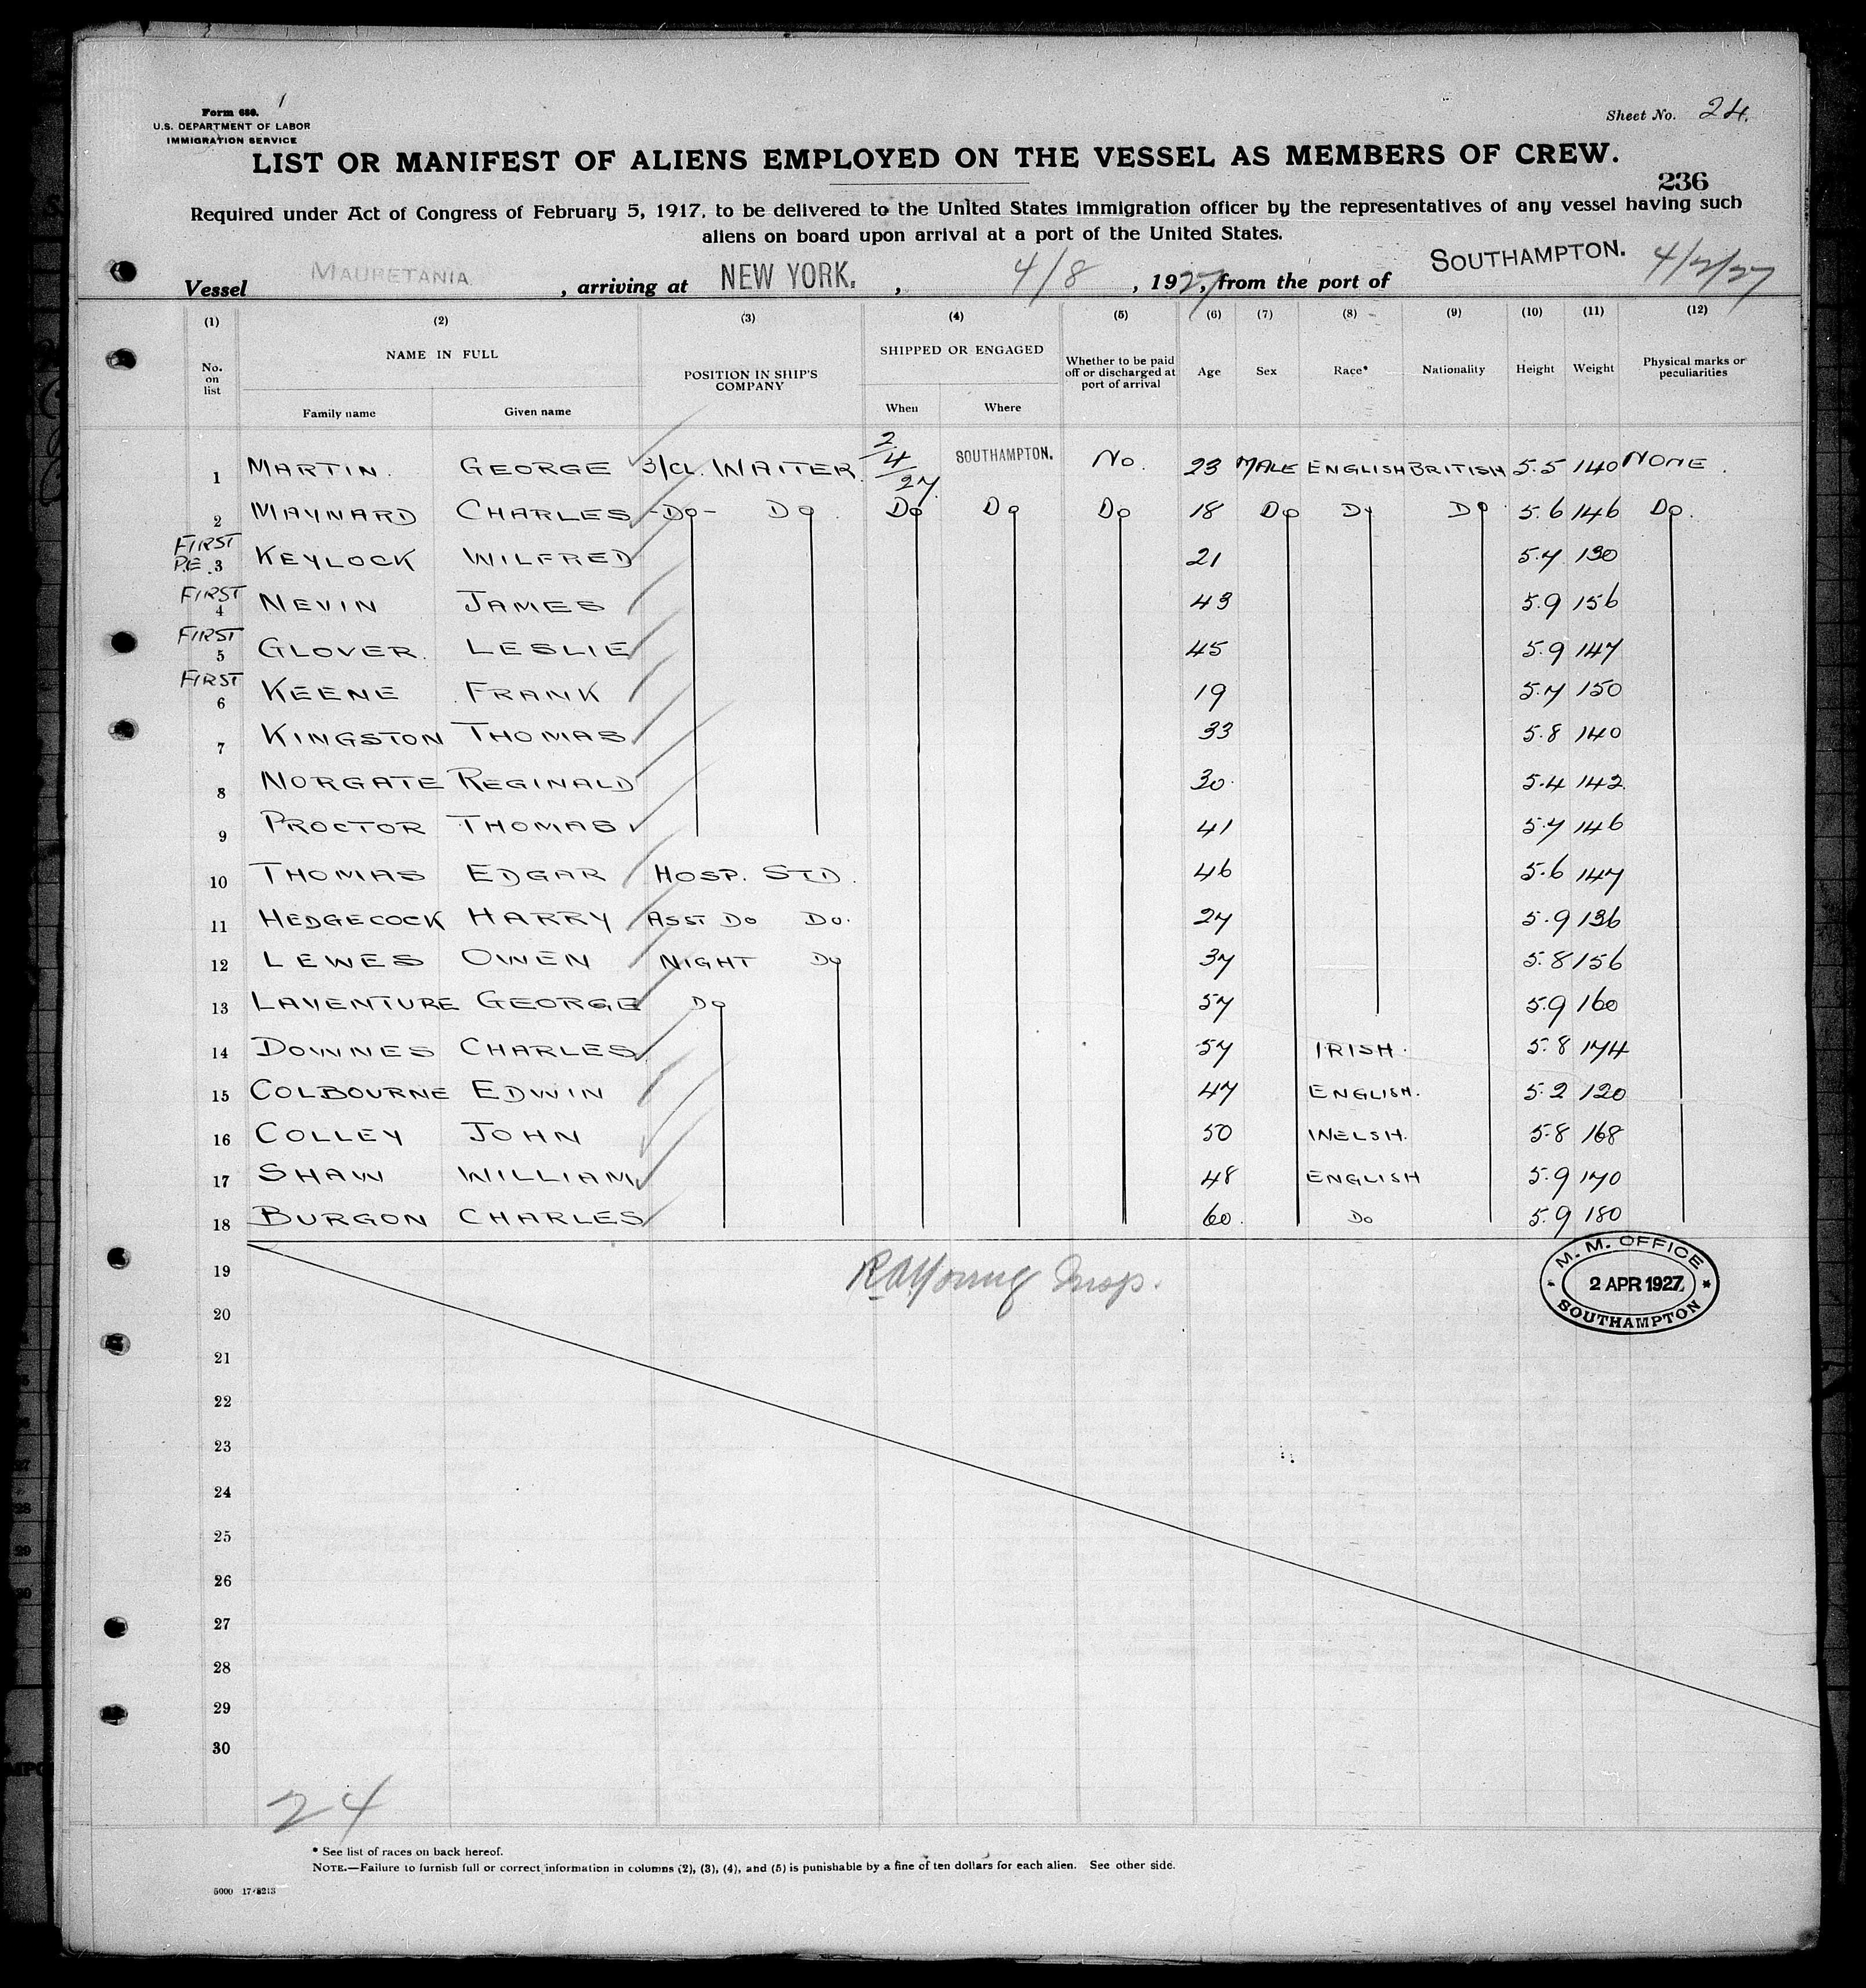 Form 680.
U.S. DEPARTMENT OF LABOR
IMMIGRATION SERVICE
Sheet No. 24.
LIST OR MANIFEST OF ALIENS EMPLOYED ON THE VESSEL AS MEMBERS OF CREW.
236
Required under Act of Congress of February 5, 1917, to be delivered to the United States immigration officer by the representatives of any vessel having such
aliens on board upon arrival at a port of the United States.
Vessel MAURETANIA, arriving at NEW YORK., 4/8, 1927, from the port of SOUTHAMPTON. 4/2/27
(1) (2) (3) (4) (5) (6) (7) (8) (9) (10) (11) (12)
No. on list NAME IN FULL POSITION IN SHIP'S COMPANY SHIPPED OR ENGAGED Whether to be paid off or discharged at port of arrival Age Sex Race* Nationality Height Weight Physical marks or peculiarities
Family name Given name When Where
1 MARTIN. GEORGE 3/CL. WAITER. 2/4/27 SOUTHAMPTON. No. 23 MALE ENGLISH BRITISH 5.5 140 NONE.
2 MAYNARD CHARLES -Do- Do Do Do Do 18 Do Do Do 5.6 146 Do.
FIRST P.E. 3 KEYLOCK WILFRED 21 5.7 130
FIRST 4 NEVIN JAMES 43 5.9 156
FIRST 5 GLOVER. LESLIE 45 5.9 147
FIRST 6 KEENE FRANK 19 5.7 150
7 KINGSTON THOMAS 33 5.8 140
8 NORGATE REGINALD 30. 5.4 142
9 PROCTOR THOMAS 41 5.7 146
10 THOMAS EDGAR HOSP. STD. 46 5.6 147
11 HEDGECOCK HARRY ASST Do Do. 27 5.9 136
12 LEWES OWEN NIGHT Do 37 5.8 156
13 LAVENTURE GEORGE Do 57 5.9 160
14 DOWNES CHARLES 57 IRISH. 5.8 174
15 COLBOURNE EDWIN 47 ENGLISH. 5.2 120
16 COLLEY JOHN 50 WELSH. 5.8 168
17 SHAW WILLIAM 48 ENGLISH 5.9 170
18 BURGON CHARLES 60. Do 5.9 180
19
20
21
22
23
24
25
26
27
28
29
30
Young Insp.
M. M. OFFICE
2 APR 1927
SOUTHAMPTON
24
* See list of races on back hereof.
NOTE.—Failure to furnish full or correct information in columns (2), (3), (4), and (5) is punishable by a fine of ten dollars for each alien. See other side.
5000 17-8213